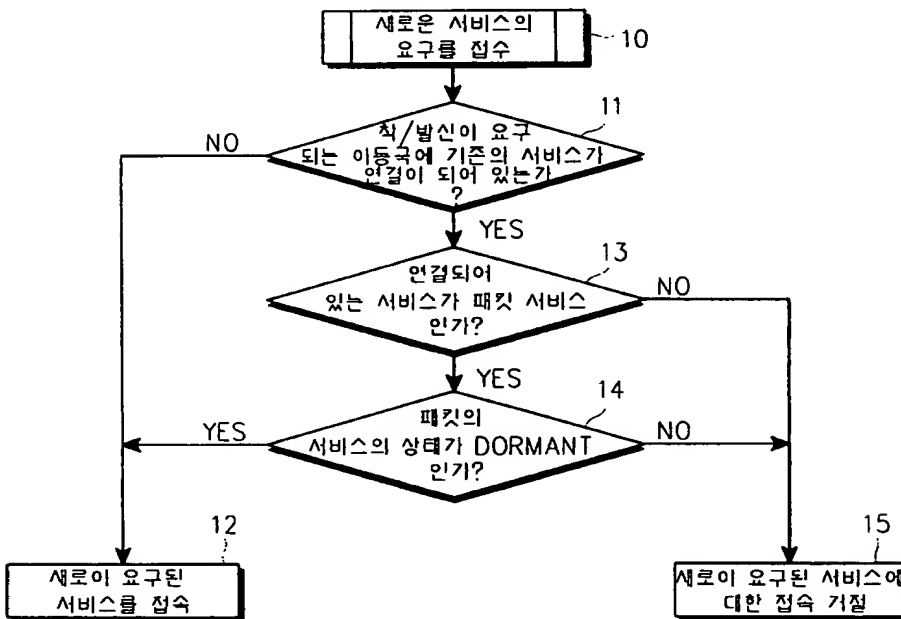 새로운 서비스의
요구를 접수
10
착/발신이 요구
되는 이동국에 기존의 서비스가
연결이 되어 있는가
?
11
NO
YES
연결되어
있는 서비스가 패킷 서비스
인가?
13
NO
YES
패킷의
서비스의 상태가 DORMANT
인가?
14
YES
NO
12
새로이 요구된
서비스를 접속
15
새로이 요구된 서비스에
대한 접속 거절